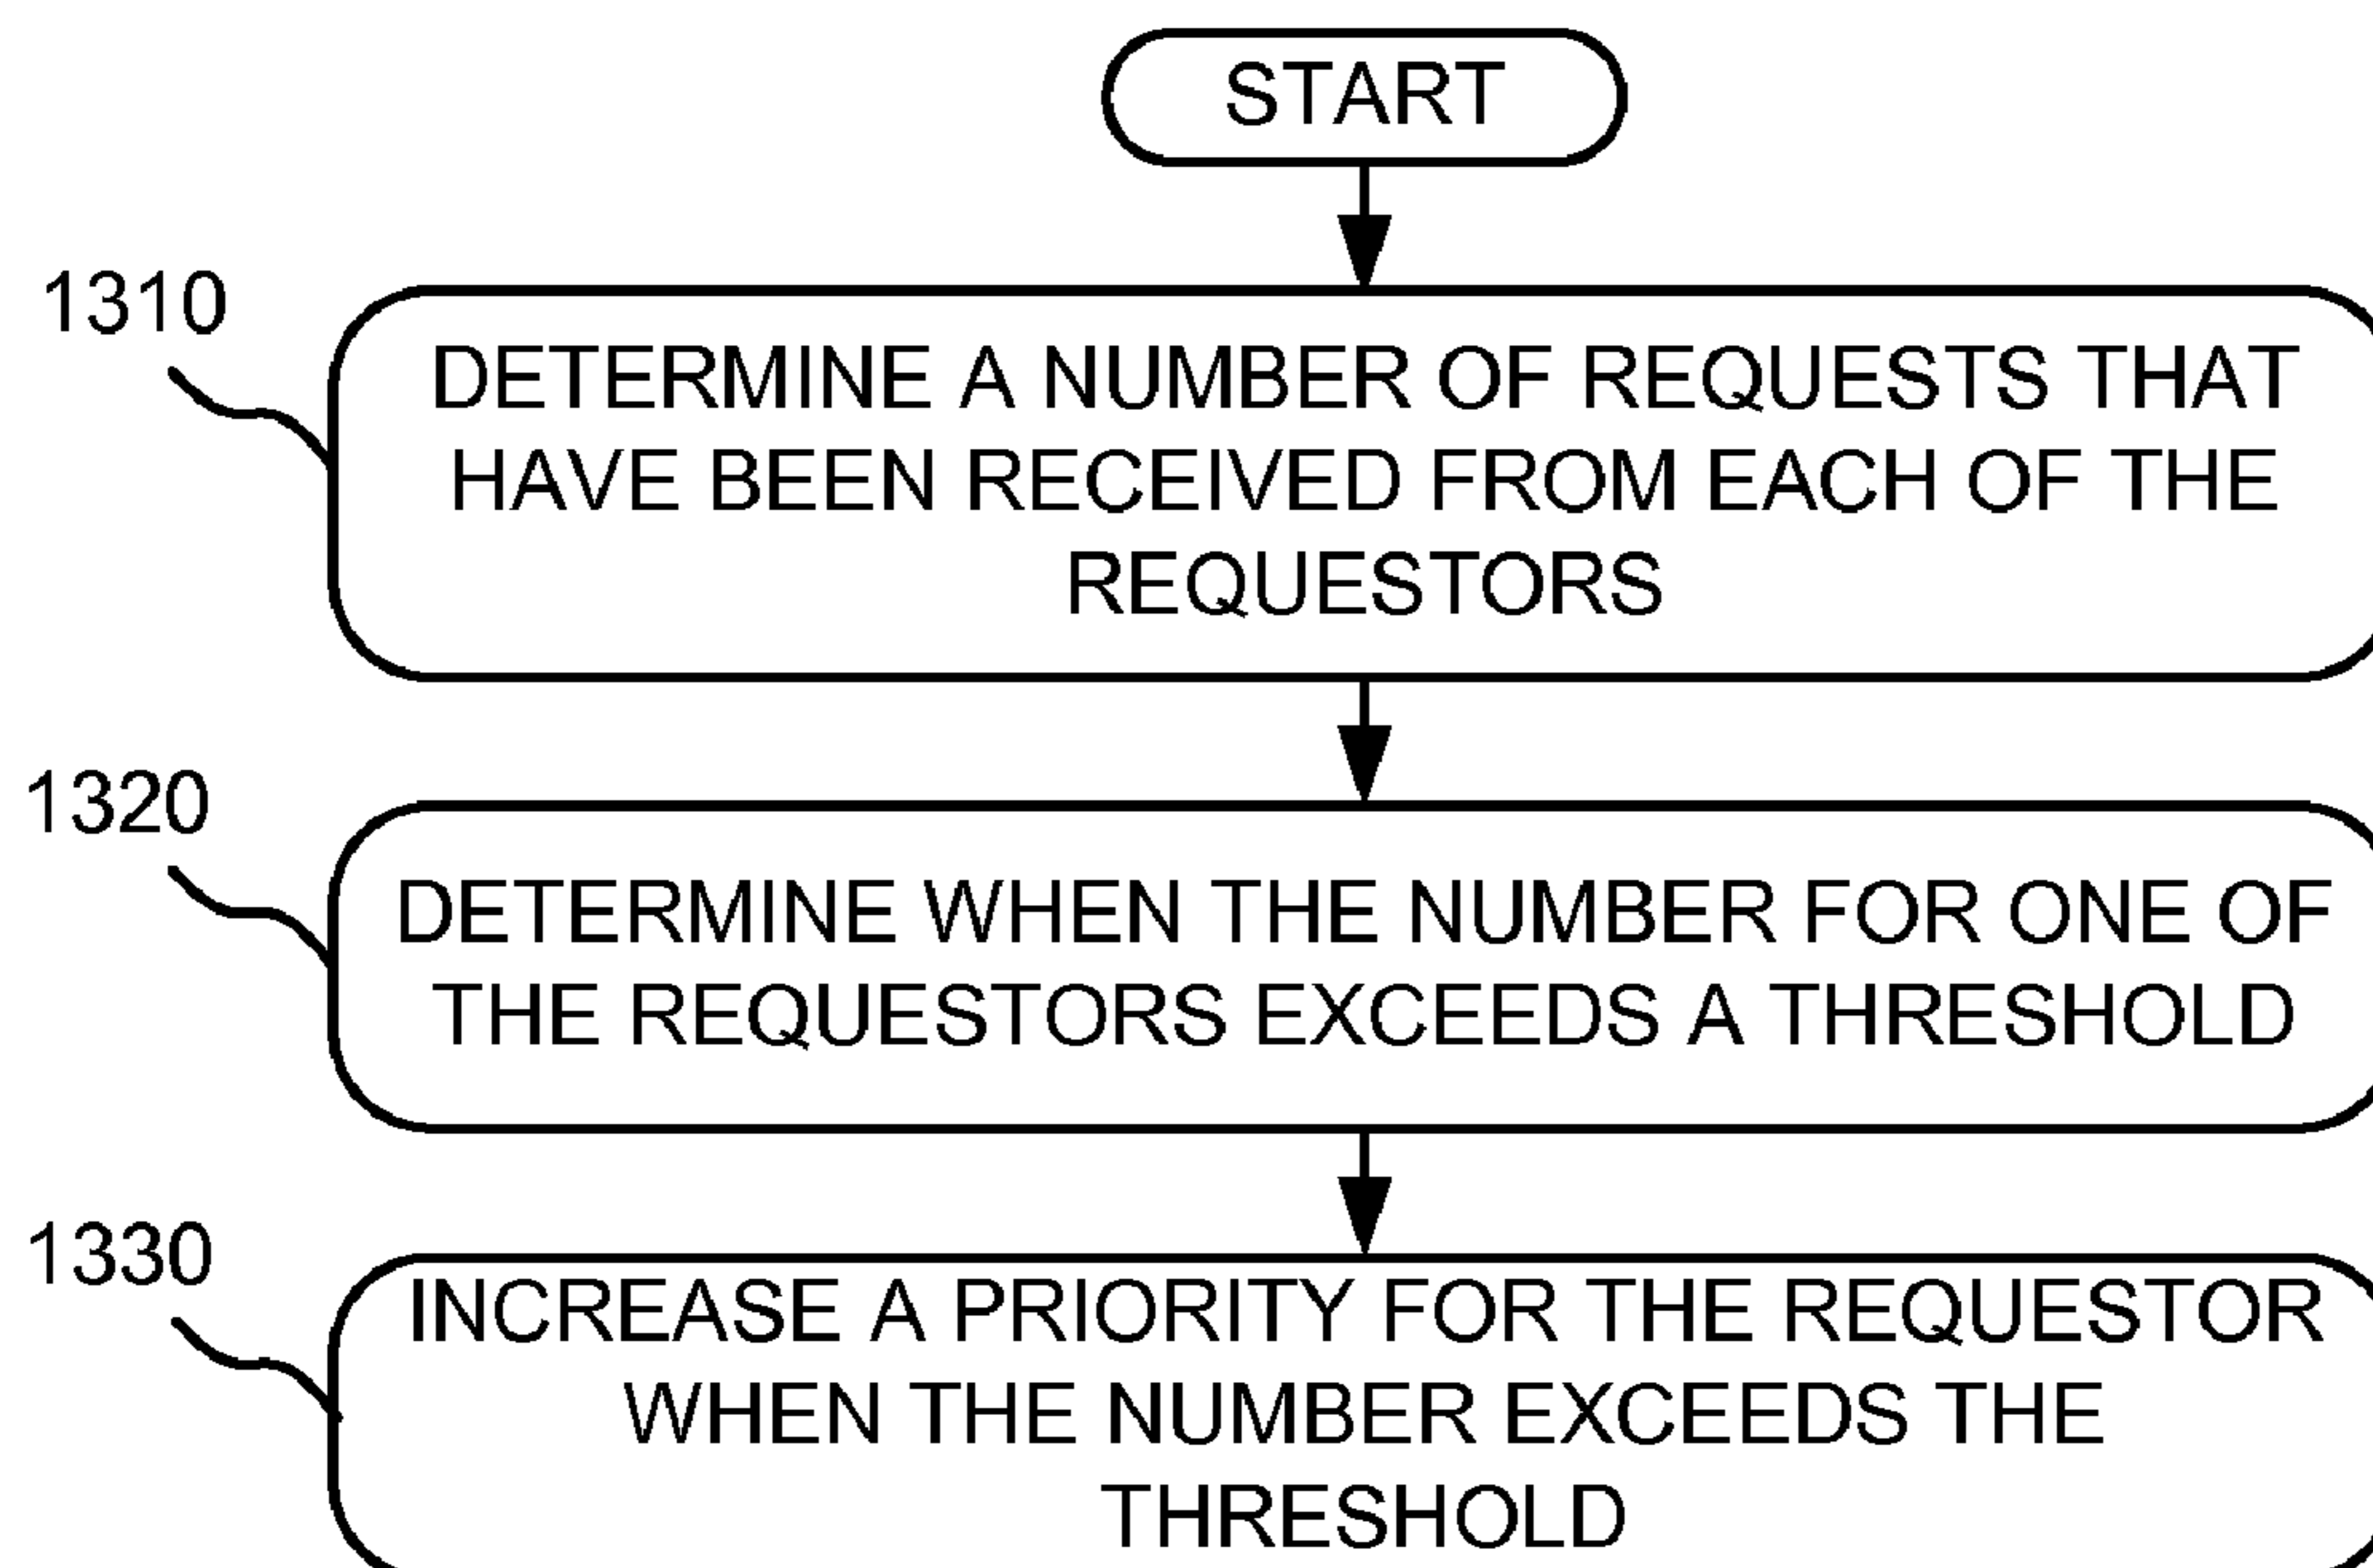 START
1310
DETERMINE A NUMBER OF REQUESTS THAT
HAVE BEEN RECEIVED FROM EACH OF THE
REQUESTORS
1320
DETERMINE WHEN THE NUMBER FOR ONE OF
THE REQUESTORS EXCEEDS A THRESHOLD
1330
INCREASE A PRIORITY FOR THE REQUESTOR
WHEN THE NUMBER EXCEEDS THE
THRESHOLD